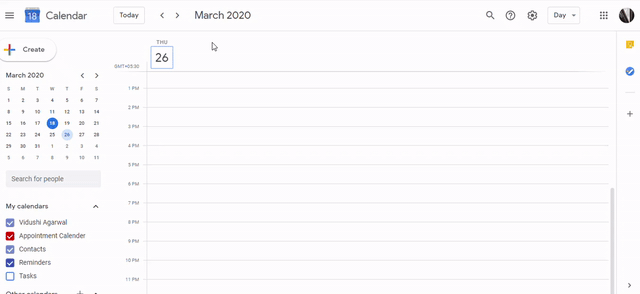 18 Calendar Today March 2020 Day
Create
THU
26
GMT+05:30
March 2020
S M T W T F S
1 2 3 4 5 6 7
8 9 10 11 12 13 14
15 16 17 18 19 20 21
22 23 24 25 26 27 28
29 30 31 1 2 3 4
5 6 7 8 9 10 11
Search for people
My calendars
Vidushi Agarwal
Appointment Calender
Contacts
Reminders
Tasks
Other calendars
1 PM
2 PM
3 PM
4 PM
5 PM
6 PM
7 PM
8 PM
9 PM
10 PM
11 PM